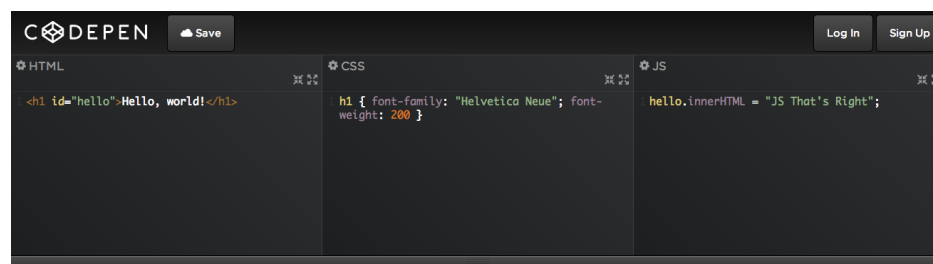 CODEPEN Save Log In Sign Up
HTML
1 <h1 id="hello">Hello, world!</h1>
CSS
1 h1 { font-family: "Helvetica Neue"; font-
weight: 200 }
JS
1 hello.innerHTML = "JS That's Right";